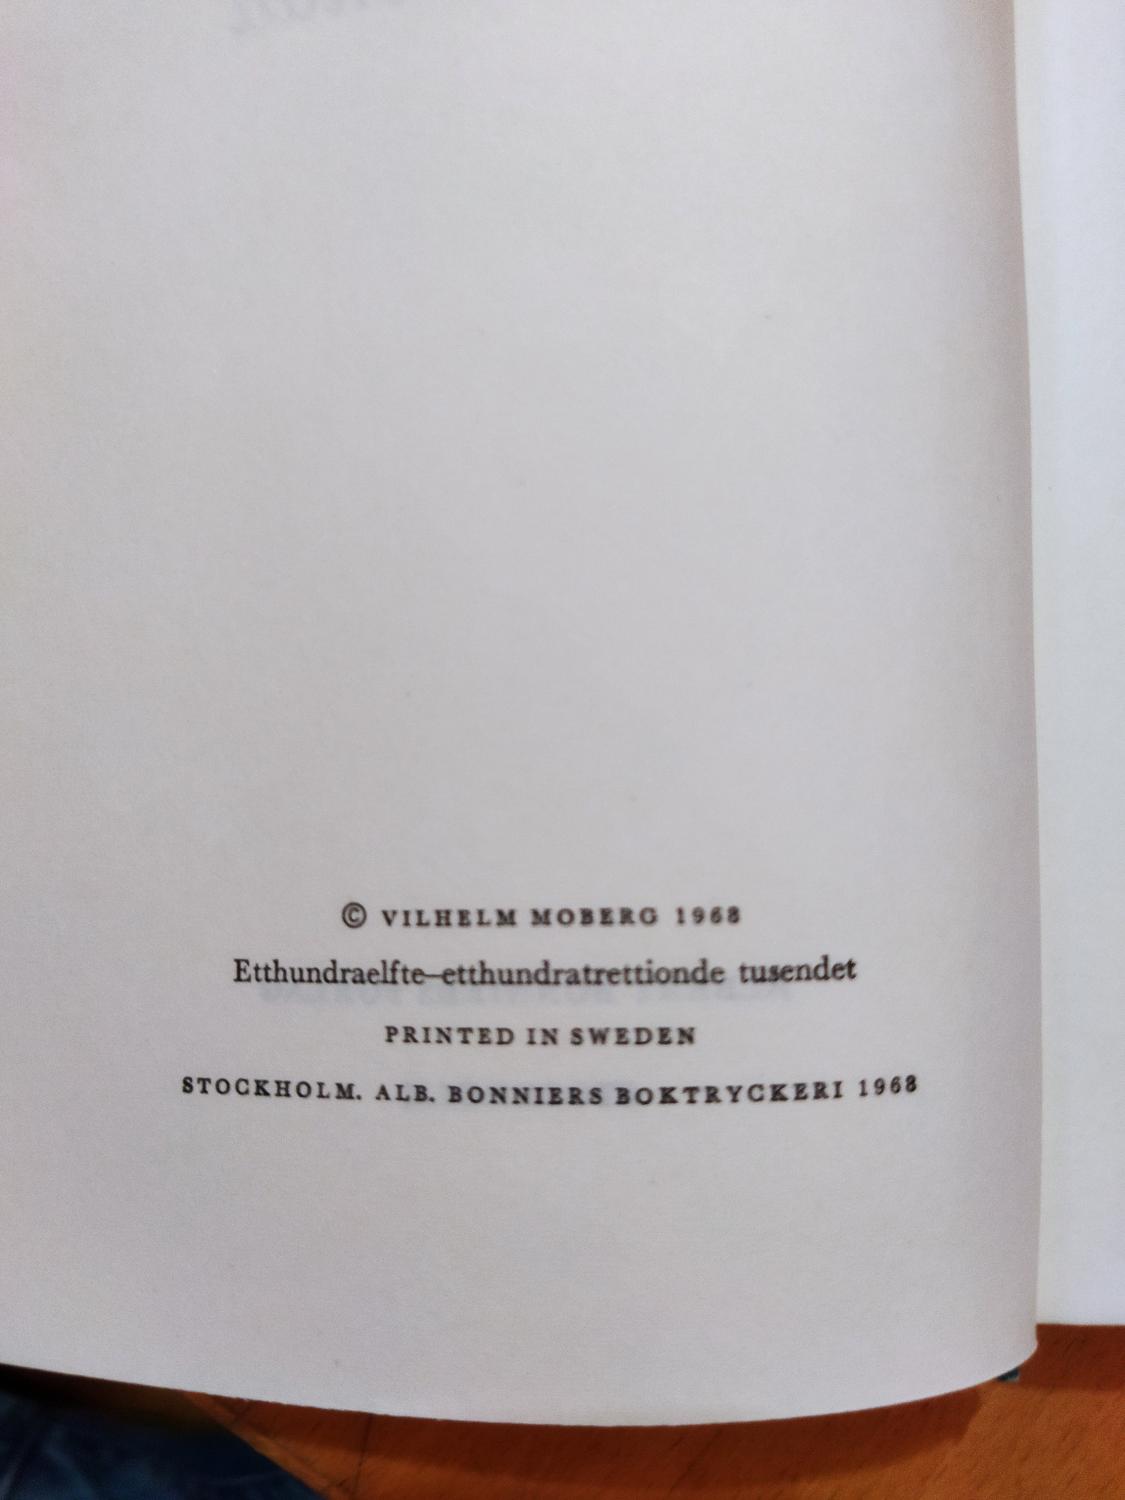 © VILHELM MOBERG 1968
Etthundraelfte–etthundratrettionde tusendet
PRINTED IN SWEDEN
STOCKHOLM. ALB. BONNIERS BOKTRYCKERI 1968